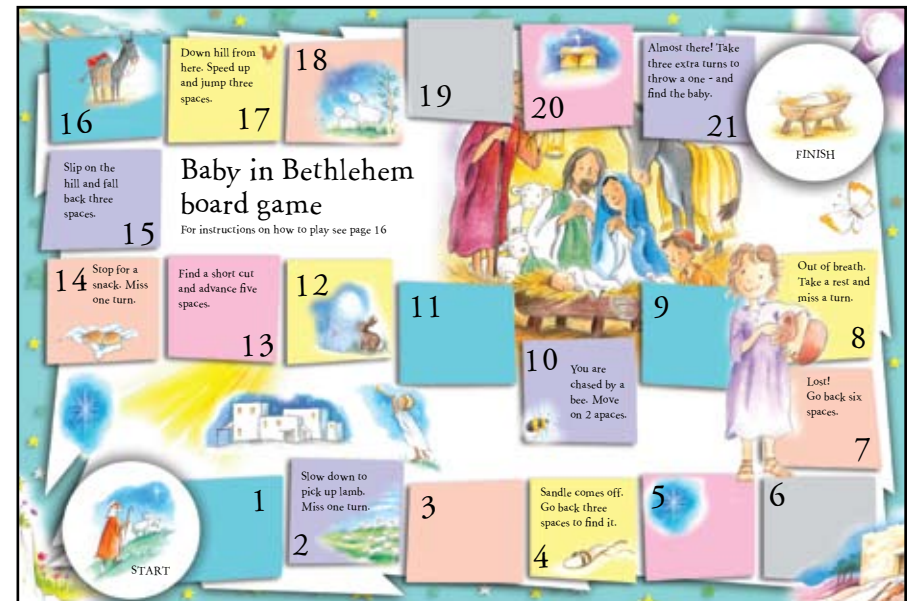 16
Down hill from
here. Speed up
and jump three
spaces.
17
18
19
20
Almost there! Take
three extra turns to
throw a one - and
find the baby.
21
FINISH
Slip on the
hill and fall
back three
spaces.
15
Baby in Bethlehem
board game
For instructions on how to play see page 16
14
Stop for a
snack. Miss
one turn.
Find a short cut
and advance five
spaces.
13
12
11
10
You are
chased by a
bee. Move
on 2 apaces.
9
Out of breath.
Take a rest and
miss a turn.
8
Lost!
Go back six
spaces.
7
START
1
Slow down to
pick up lamb.
Miss one turn.
2
3
Sandle comes off.
Go back three
spaces to find it.
4
5
6